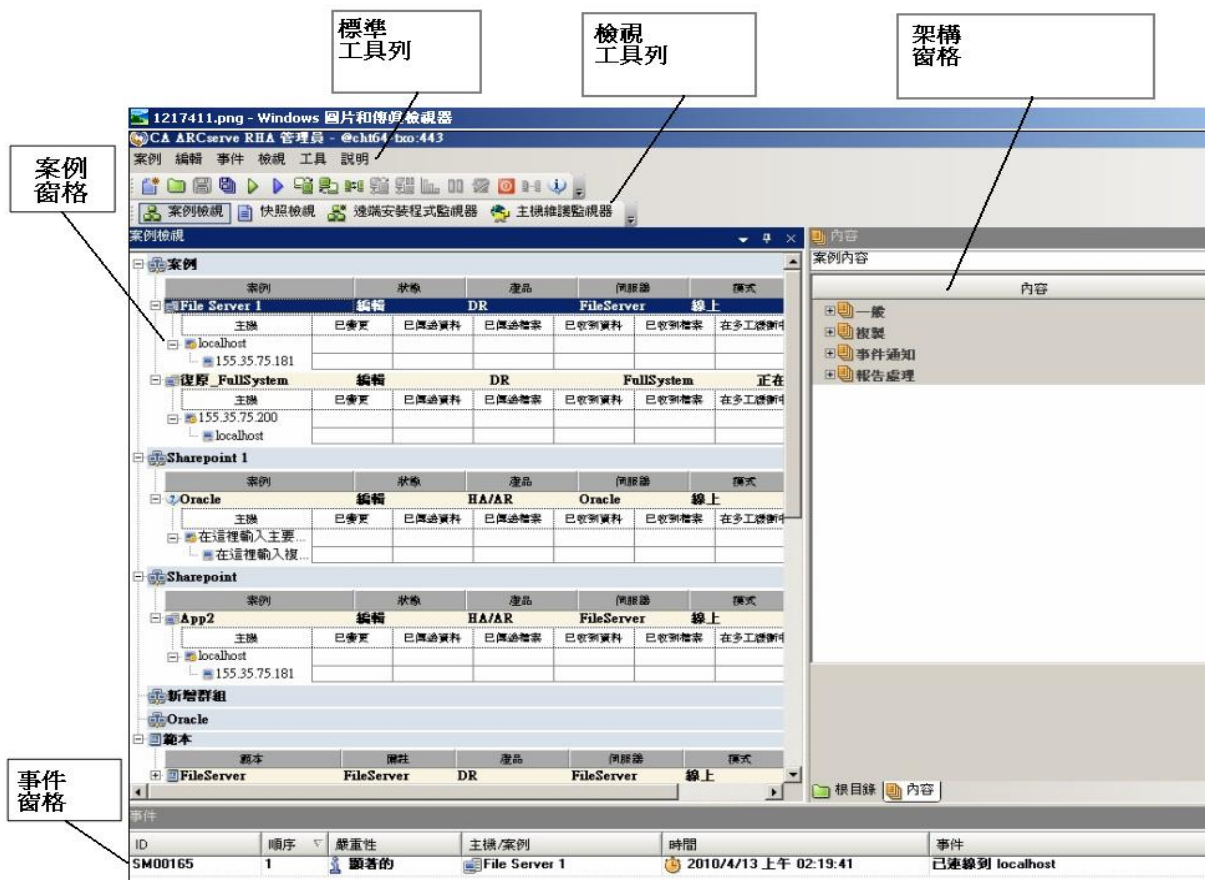 標準
工具列
檢視
工具列
架構
窗格
1217411.png - Windows 圖片和傳真檢視器
CA ARCserve RHA 管理員 - @cht64-txo:443
案例 編輯 事件 檢視 工具 說明
案例
窗格
案例檢視 快照檢視 遠端安裝程式監視器 主機維護監視器
案例檢視
內容
案例內容
案例
案例 狀態 產品 伺服器 模式
內容
File Server 1 編輯 DR FileServer 線上
一般
主機 已變更 已傳送資料 已傳送檔案 已收到資料 已收到檔案 在多工緩衝中
複製
localhost
事件通知
155.35.75.181
報告處理
復原_FullSystem 編輯 DR FullSystem 正在
主機 已變更 已傳送資料 已傳送檔案 已收到資料 已收到檔案 在多工緩衝中
155.35.75.200
localhost
Sharepoint 1
案例 狀態 產品 伺服器 模式
Oracle 編輯 HA/AR Oracle 線上
主機 已變更 已傳送資料 已傳送檔案 已收到資料 已收到檔案 在多工緩衝中
在這裡輸入主要...
在這裡輸入複...
Sharepoint
案例 狀態 產品 伺服器 模式
App2 編輯 HA/AR FileServer 線上
主機 已變更 已傳送資料 已傳送檔案 已收到資料 已收到檔案 在多工緩衝中
localhost
155.35.75.181
新增群組
Oracle
範本
範本 備註 產品 伺服器 模式
FileServer FileServer DR FileServer 線上
事件
窗格
根目錄 內容
事件
ID 順序 嚴重性 主機/案例 時間 事件
SM00165 1 顯著的 File Server 1 2010/4/13 上午 02:19:41 已連線到 localhost